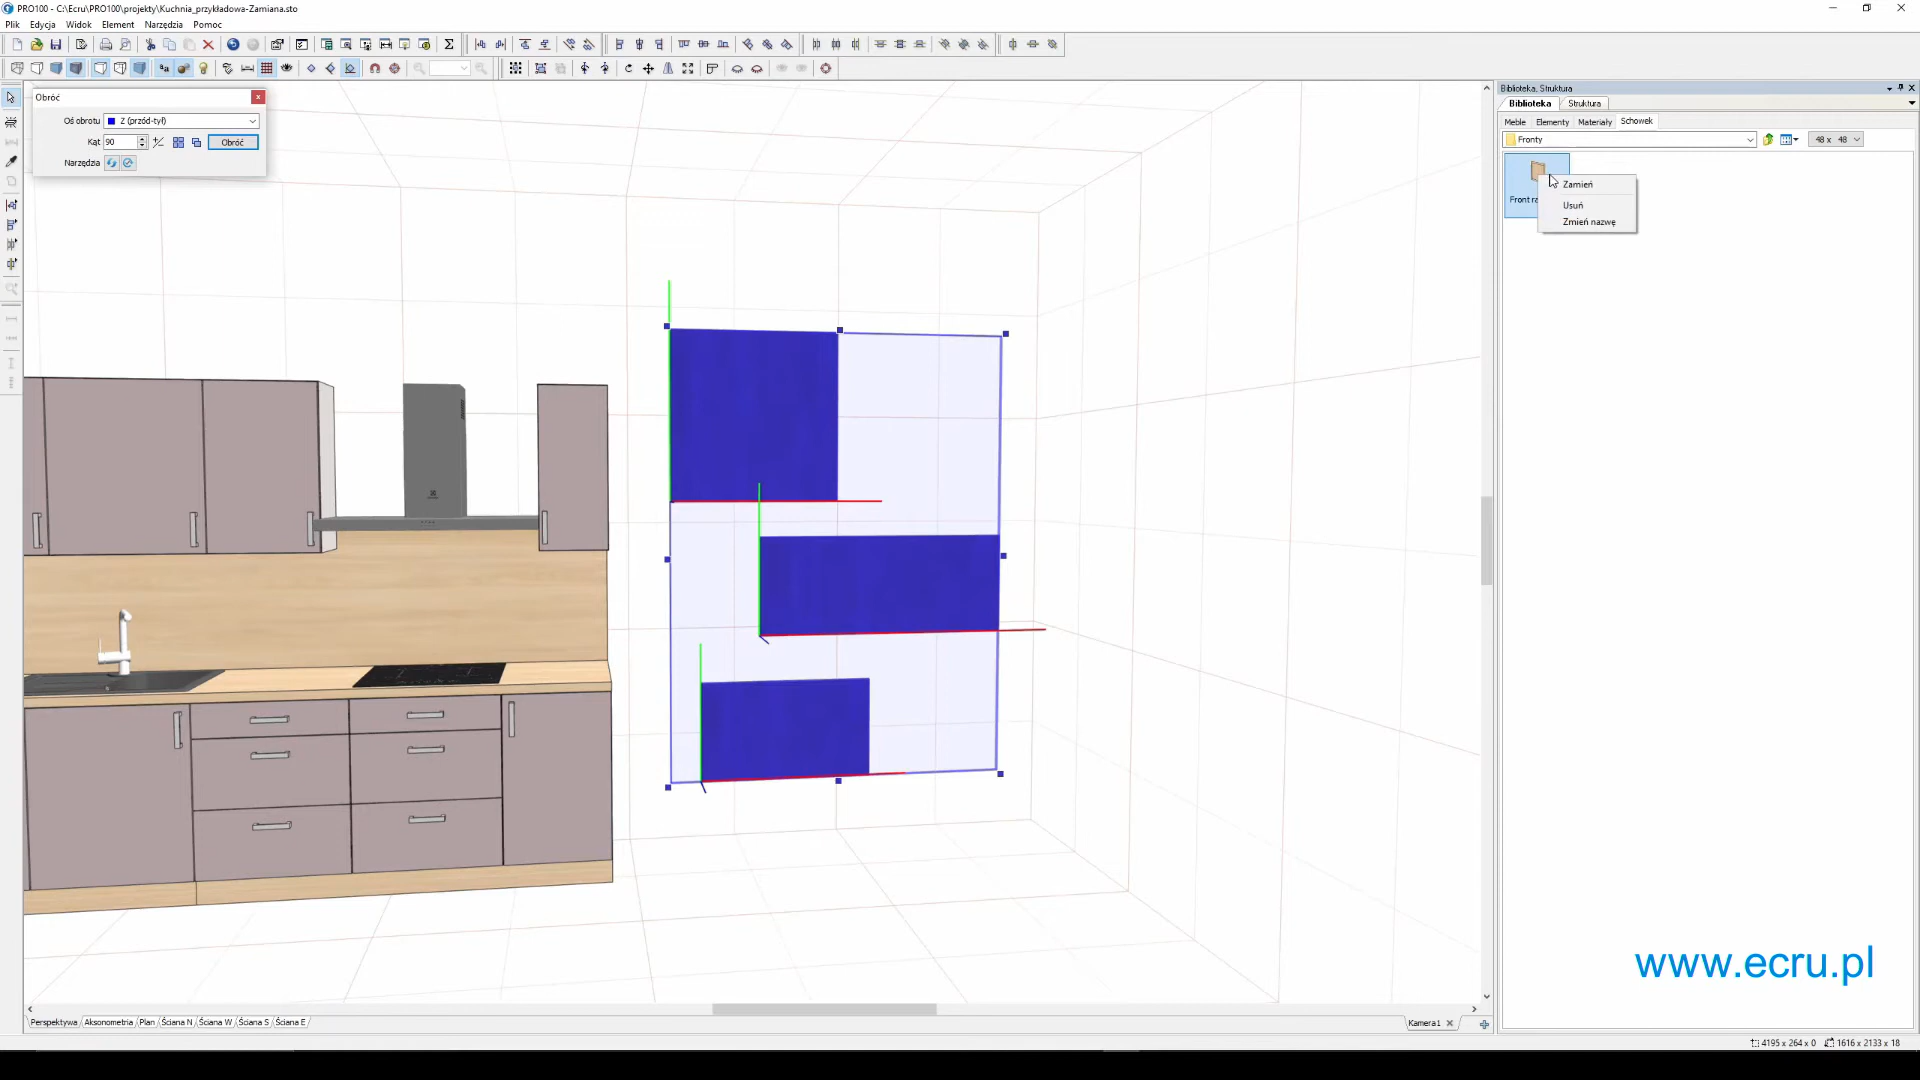 PRO100 - C:\Ecru\PRO100\projekty\Kuchnia_przykładowa-Zamiana.sto
Plik Edycja Widok Element Narzędzia Pomoc
Obróć
Oś obrotu Z (przód-tył)
Kąt 90 Obróć
Narzędzia
Biblioteka, Struktura
Biblioteka Struktura
Meble Elementy Materiały Schowek
Fronty 48 x 48
Front
Zamień
Usuń
Zmień nazwę
www.ecru.pl
Perspektywa Aksonometria Plan Ściana N Ściana W Ściana S Ściana E
Kamera1
4195 x 264 x 0 1616 x 2133 x 18